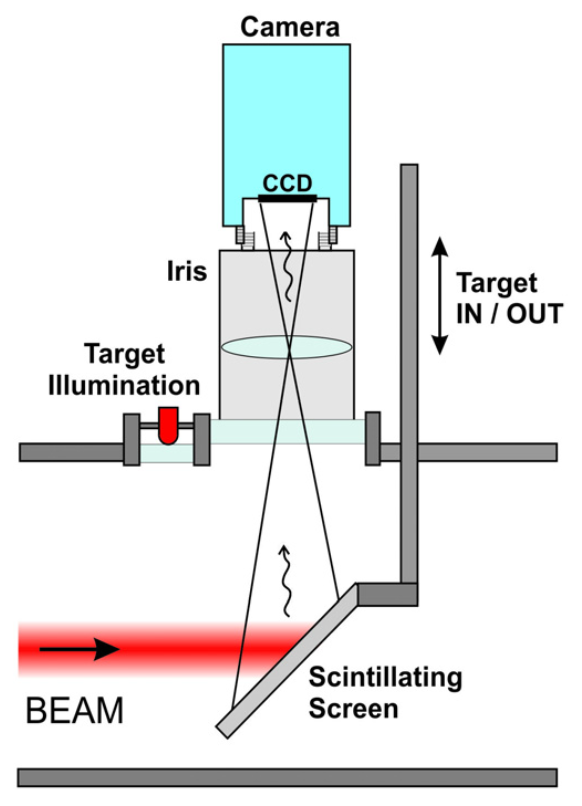 Camera
CCD
Iris
Target
IN / OUT
Target
Illumination
Scintillating
Screen
BEAM